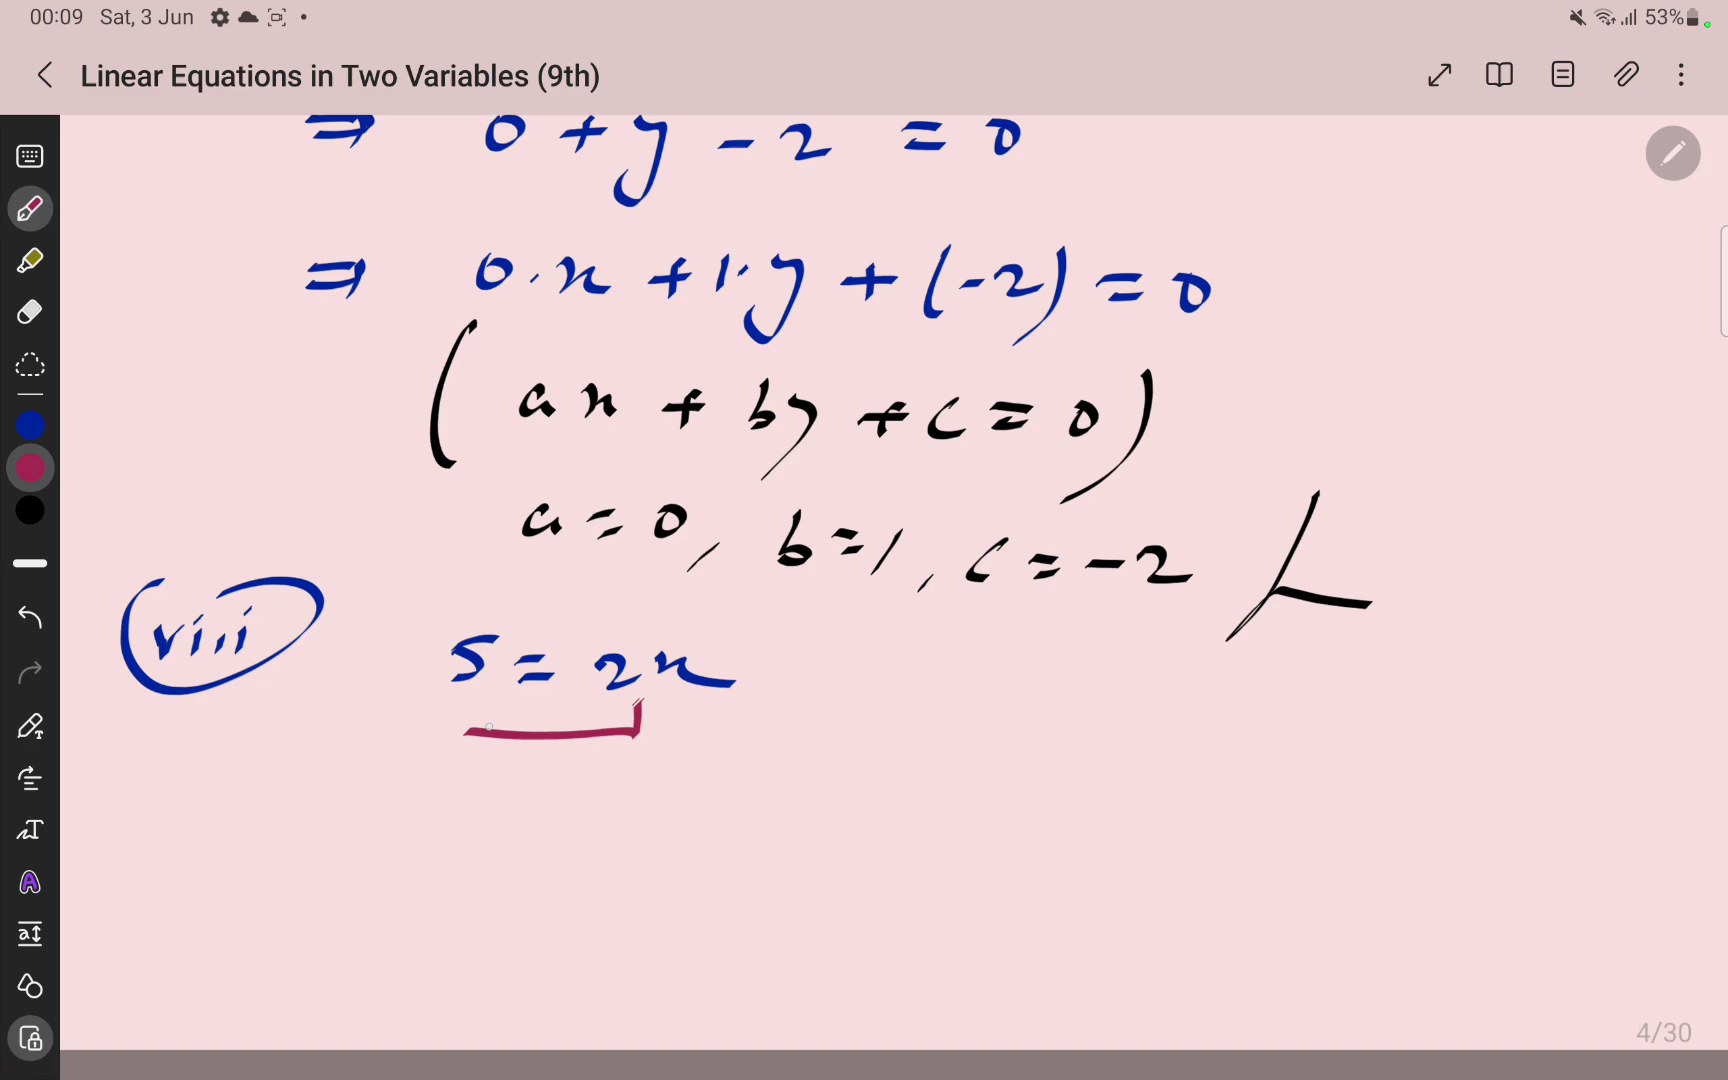 00:09 Sat, 3 Jun 53%
Linear Equations in Two Variables (9th)
⇒ 0 + y - 2 = 0
⇒ 0·x + 1·y + (-2) = 0
(ax + by + c = 0)
a = 0, b = 1, c = -2
(viii) 5 = 2x
4/30